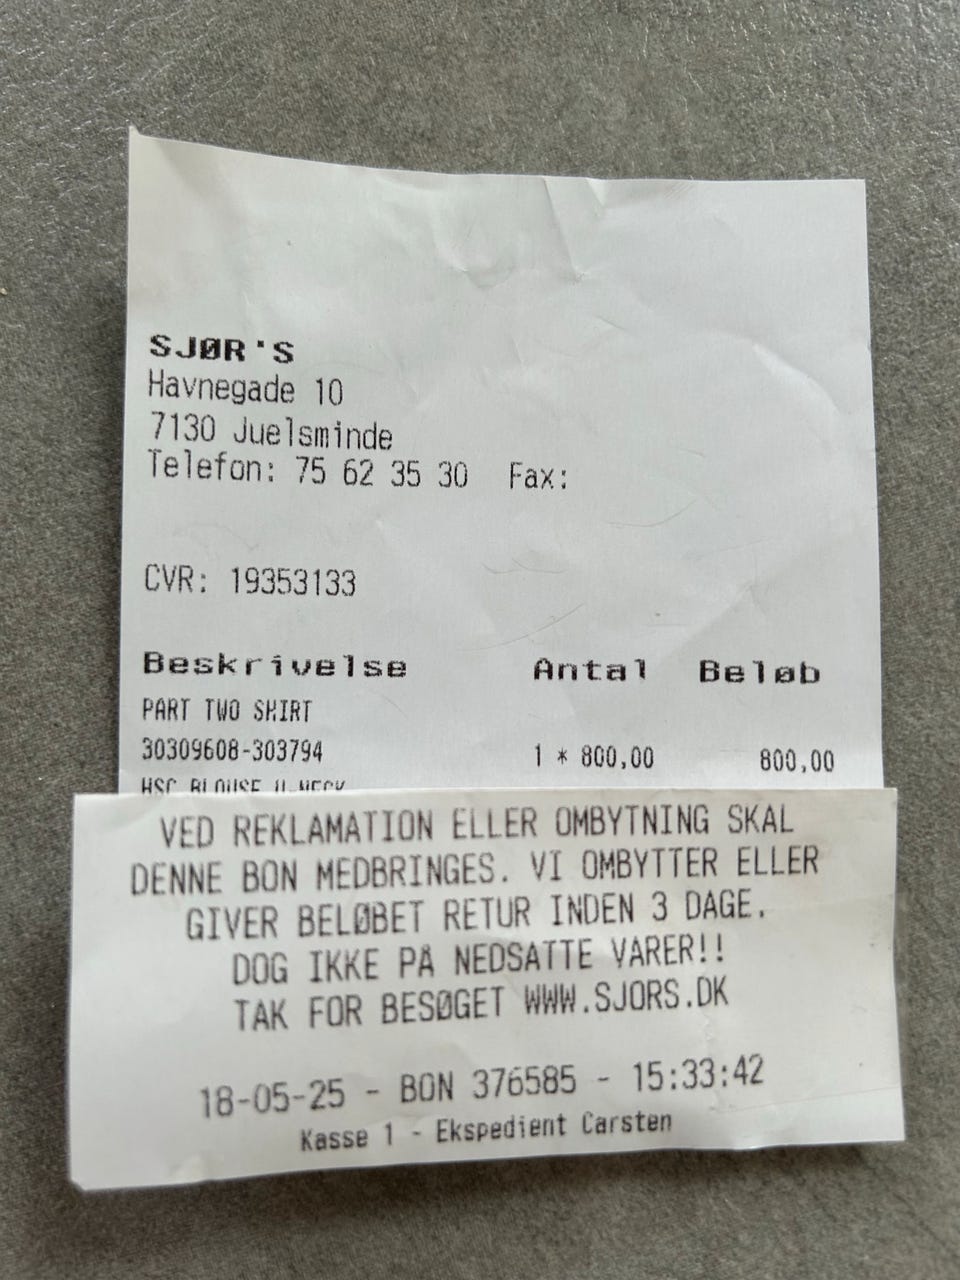 SJØR'S
Havnegade 10
7130 Juelsminde
Telefon: 75 62 35 30 Fax:
CVR: 19353133
Beskrivelse Antal Beløb
PART TWO SHIRT
30309608-303794 1 * 800,00 800,00
HSC BLOUSE
VED REKLAMATION ELLER OMBYTNING SKAL
DENNE BON MEDBRINGES. VI OMBYTTER ELLER
GIVER BELØBET RETUR INDEN 3 DAGE.
DOG IKKE PÅ NEDSATTE VARER!!
TAK FOR BESØGET WWW.SJORS.DK
18-05-25 - BON 376585 - 15:33:42
Kasse 1 - Ekspedient Carsten